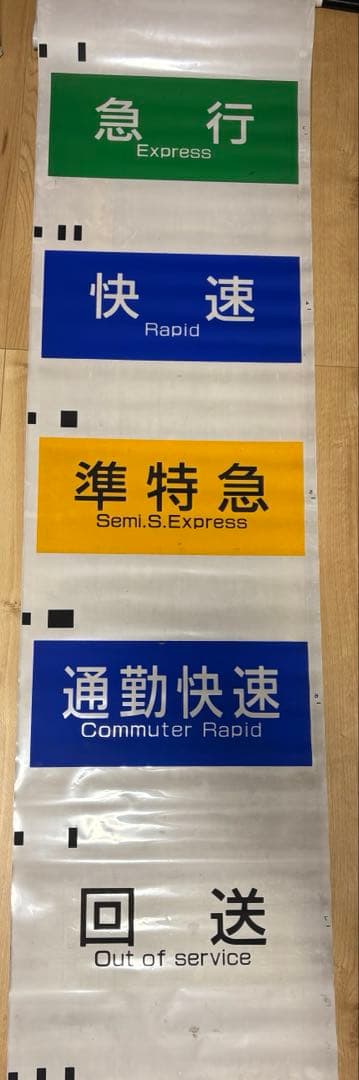 急行
Express
快速
Rapid
準特急
Semi.S.Express
通勤快速
Commuter Rapid
回送
Out of service